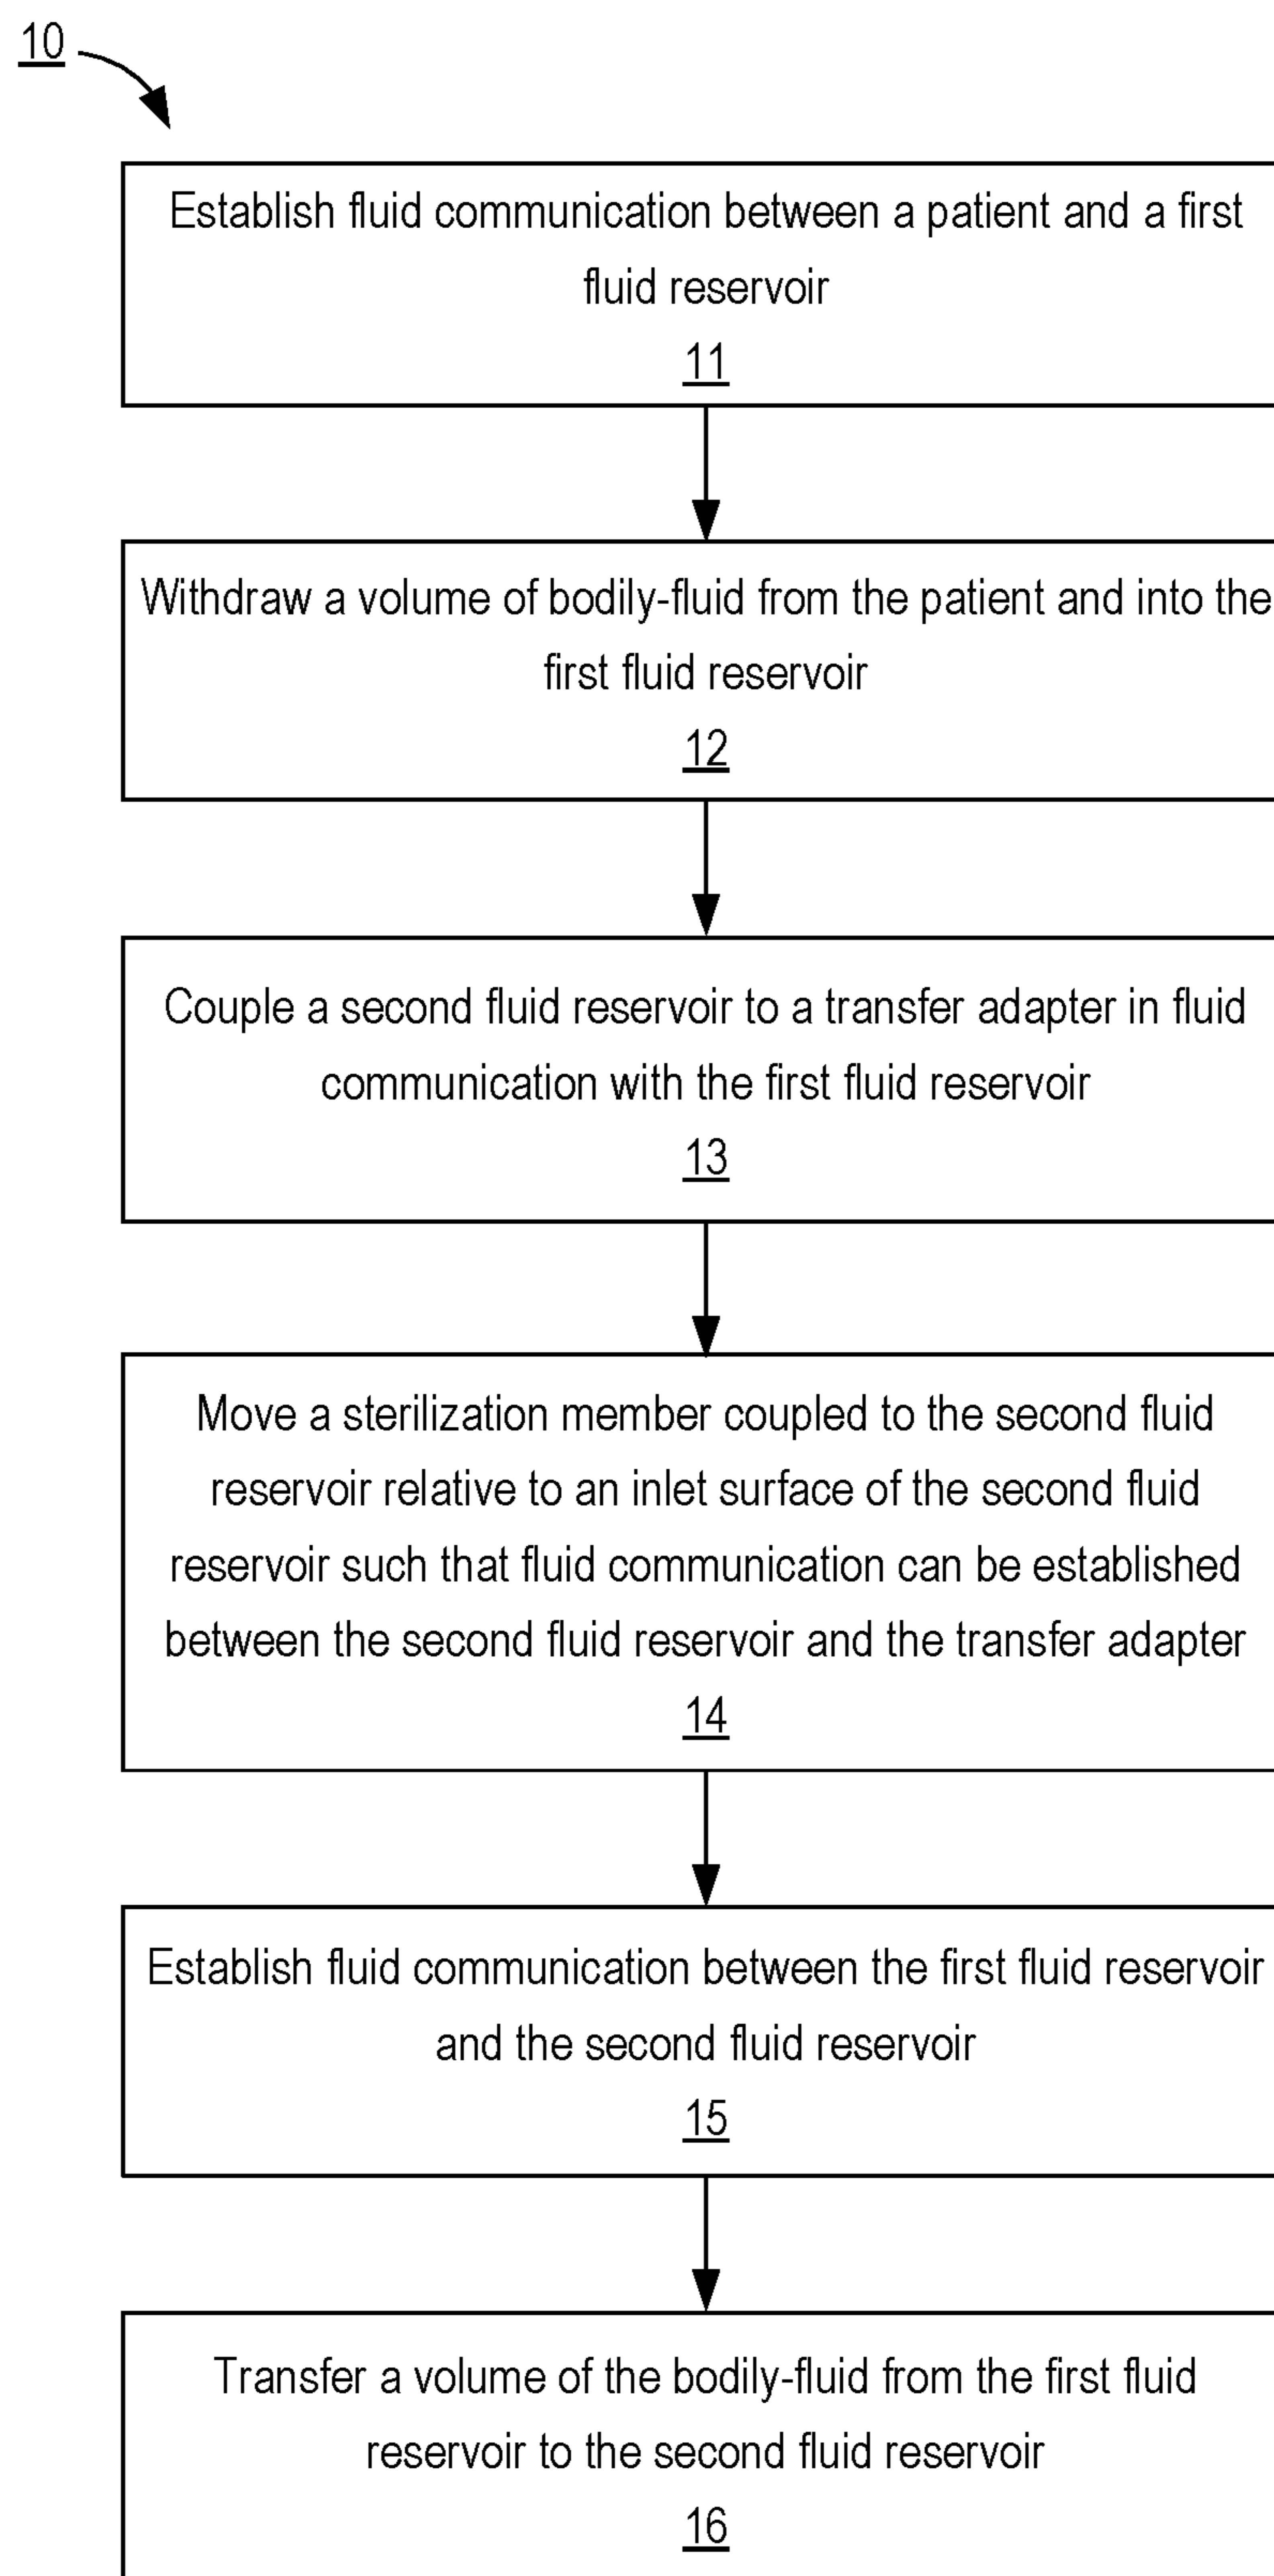 10
Establish fluid communication between a patient and a first
fluid reservoir
11
Withdraw a volume of bodily-fluid from the patient and into the
first fluid reservoir
12
Couple a second fluid reservoir to a transfer adapter in fluid
communication with the first fluid reservoir
13
Move a sterilization member coupled to the second fluid
reservoir relative to an inlet surface of the second fluid
reservoir such that fluid communication can be established
between the second fluid reservoir and the transfer adapter
14
Establish fluid communication between the first fluid reservoir
and the second fluid reservoir
15
Transfer a volume of the bodily-fluid from the first fluid
reservoir to the second fluid reservoir
16